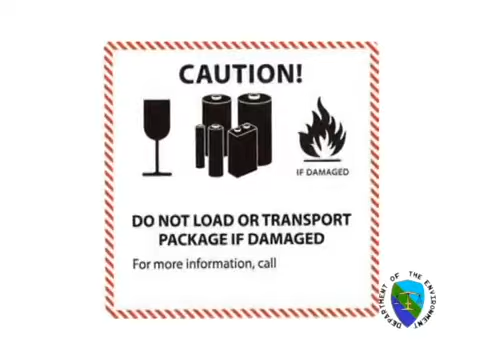 CAUTION!
IF DAMAGED
DO NOT LOAD OR TRANSPORT
PACKAGE IF DAMAGED
For more information, call
DEPARTMENT OF THE ENVIRONMENT